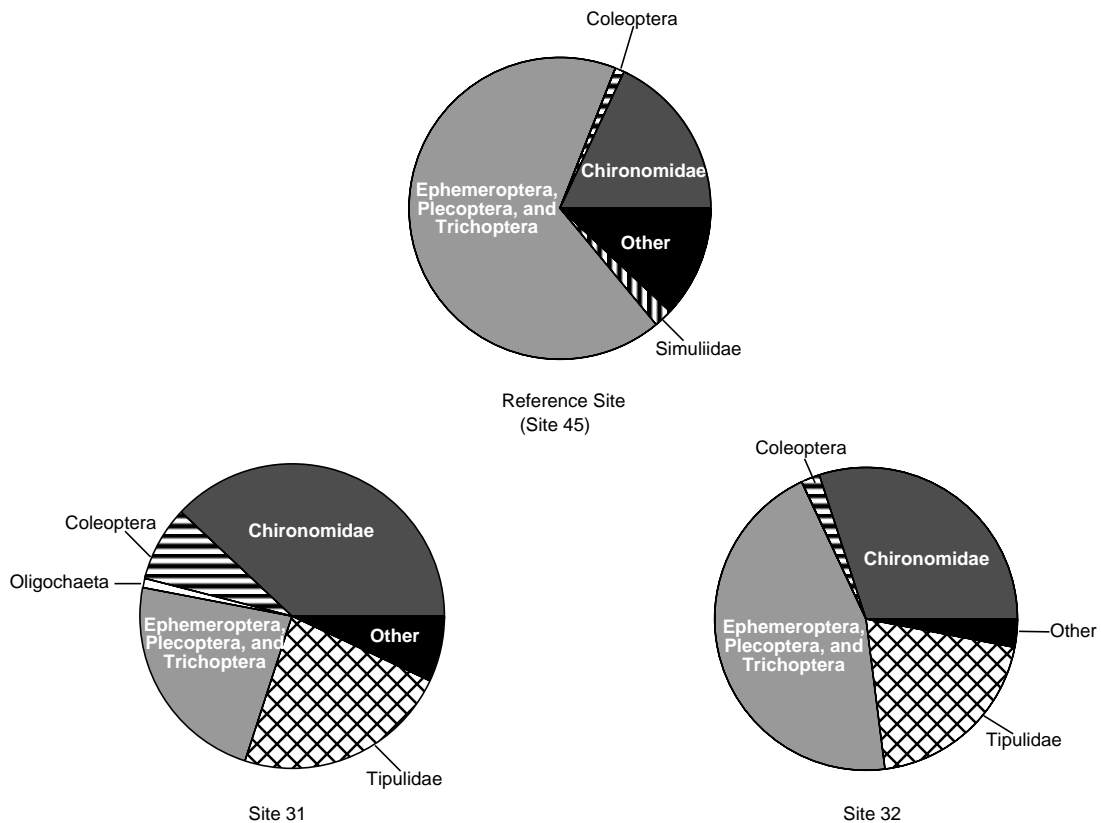 Coleoptera
Chironomidae
Ephemeroptera,
Plecoptera, and
Trichoptera
Other
Simuliidae
Reference Site
(Site 45)
Coleoptera
Chironomidae
Oligochaeta
Ephemeroptera,
Plecoptera, and
Trichoptera
Other
Tipulidae
Site 31
Coleoptera
Chironomidae
Ephemeroptera,
Plecoptera, and
Trichoptera
Other
Tipulidae
Site 32